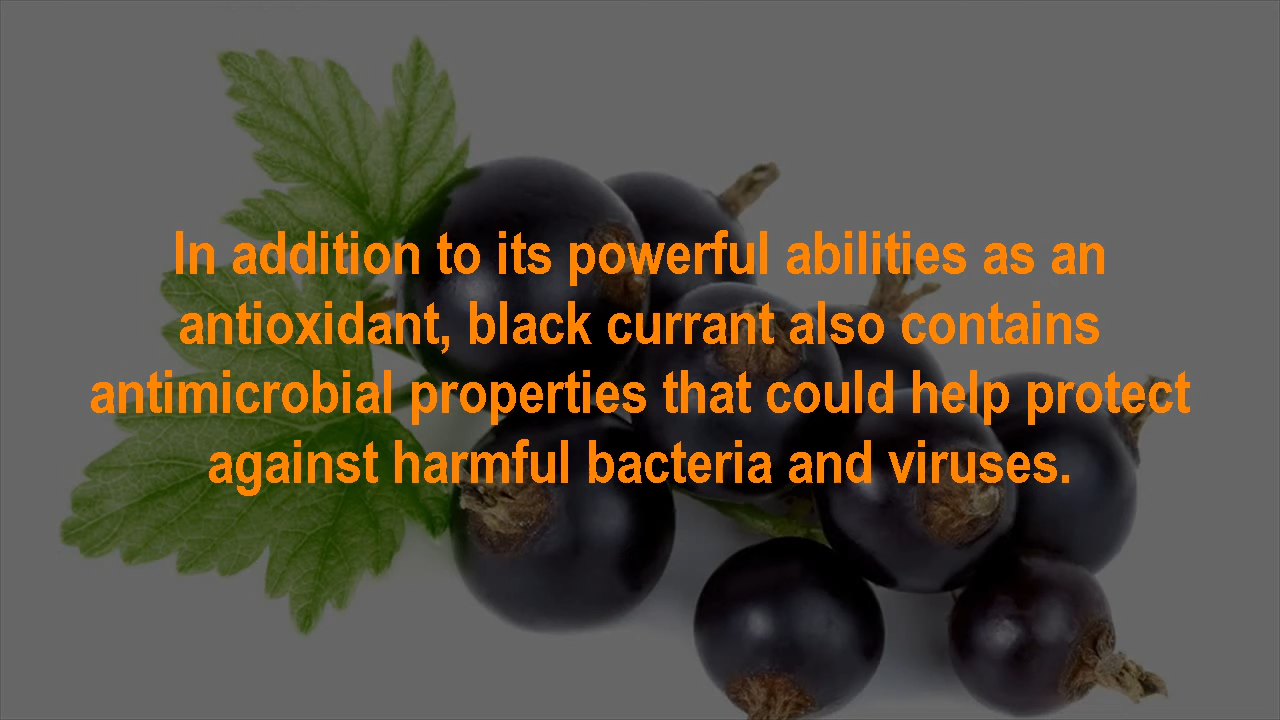 In addition to its powerful abilities as an
antioxidant, black currant also contains
antimicrobial properties that could help protect
against harmful bacteria and viruses.